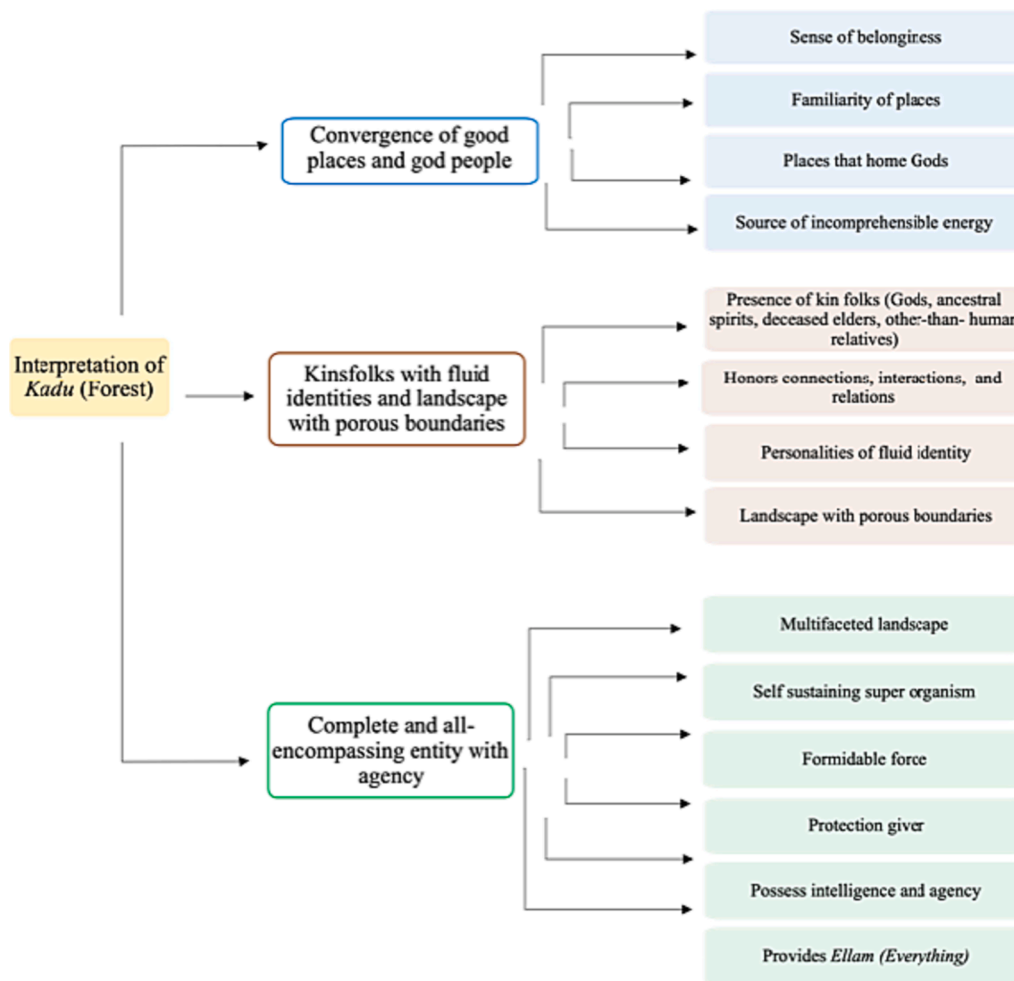 Interpretation of
Kadu (Forest)
Convergence of good
places and god people
Sense of belonginess
Familiarity of places
Places that home Gods
Source of incomprehensible energy
Kinsfolks with fluid
identities and landscape
with porous boundaries
Presence of kin folks (Gods, ancestral
spirits, deceased elders, other-than- human
relatives)
Honors connections, interactions, and
relations
Personalities of fluid identity
Landscape with porous boundaries
Complete and all-
encompassing entity with
agency
Multifaceted landscape
Self sustaining super organism
Formidable force
Protection giver
Possess intelligence and agency
Provides Ellam (Everything)